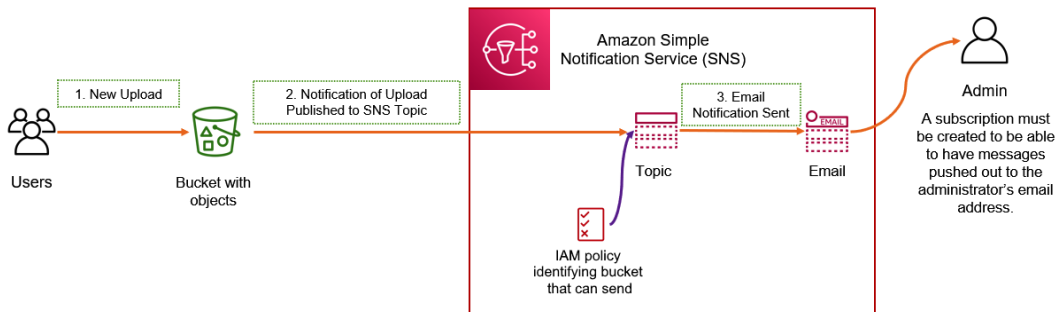 Amazon Simple
Notification Service (SNS)
1. New Upload
2. Notification of Upload
Published to SNS Topic
3. Email
Notification Sent
Users
Bucket with
objects
Topic
EMAIL
Email
IAM policy
identifying bucket
that can send
Admin
A subscription must
be created to be able
to have messages
pushed out to the
administrator's email
address.